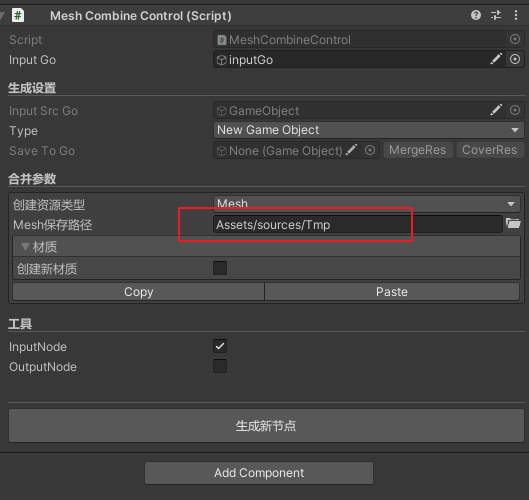 Mesh Combine Control (Script)
Script MeshCombineControl
Input Go inputGo
生成设置
Input Src Go GameObject
Type New Game Object
Save To Go None (Game Object) MergeRes CoverRes
合并参数
创建资源类型 Mesh
Mesh保存路径 Assets/sources/Tmp
材质
创建新材质
Copy Paste
工具
InputNode
OutputNode
生成新节点
Add Component